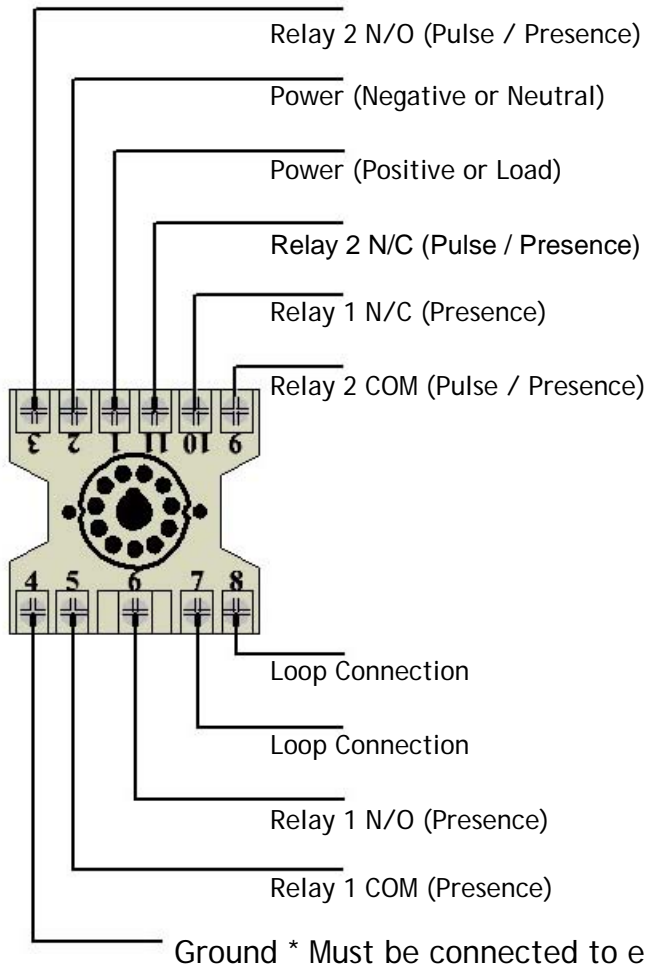 Relay 2 N/O (Pulse / Presence)
Power (Negative or Neutral)
Power (Positive or Load)
Relay 2 N/C (Pulse / Presence)
Relay 1 N/C (Presence)
Relay 2 COM (Pulse / Presence)
3 2 1 11 10 9
4 5 6 7 8
Loop Connection
Loop Connection
Relay 1 N/O (Presence)
Relay 1 COM (Presence)
Ground * Must be connected to e